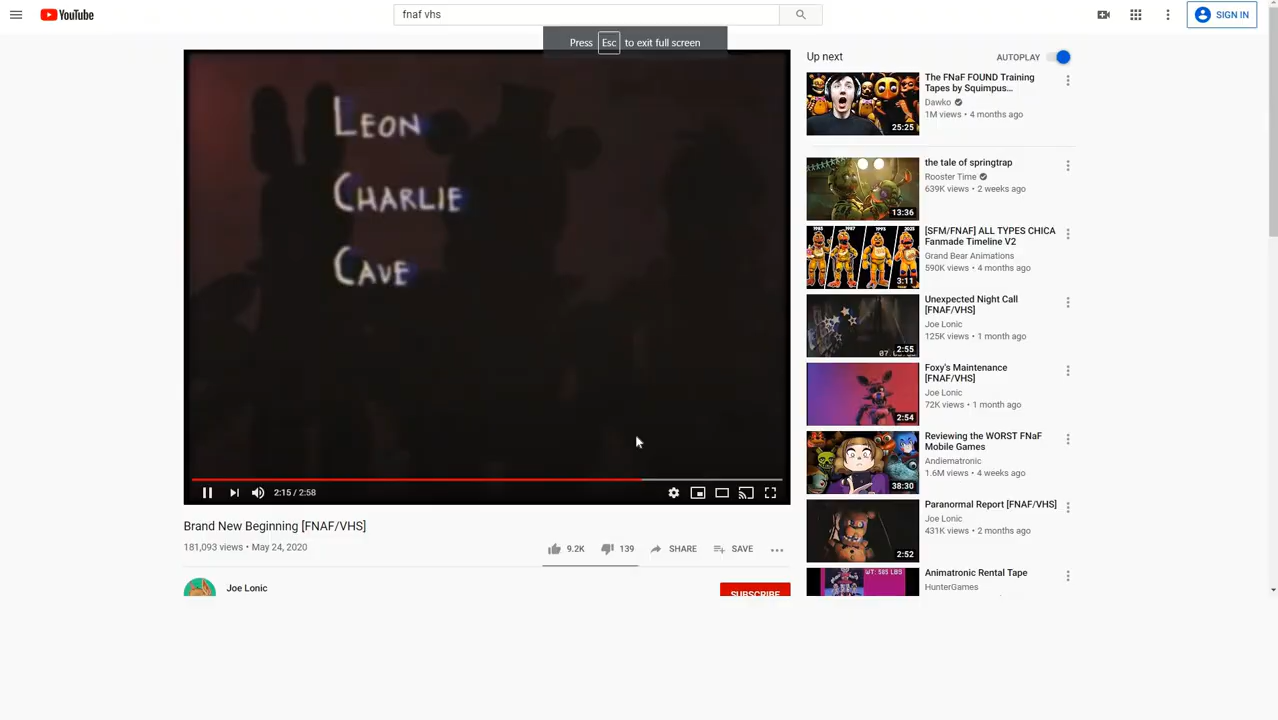 YouTube
fnaf vhs
SIGN IN
Press Esc to exit full screen
LEON
CHARLIE
CAVE
2:15 / 2:58
Brand New Beginning [FNAF/VHS]
181,093 views • May 24, 2020
9.2K
139
SHARE
SAVE
Joe Lonic
SUBSCRIBE
Up next
AUTOPLAY
25:25
The FNaF FOUND Training
Tapes by Squimpus...
Dawko
1M views • 4 months ago
13:36
the tale of springtrap
Rooster Time
639K views • 2 weeks ago
3:11
[SFM/FNAF] ALL TYPES CHICA
Fanmade Timeline V2
Grand Bear Animations
590K views • 4 months ago
2:55
Unexpected Night Call
[FNAF/VHS]
Joe Lonic
125K views • 1 month ago
2:54
Foxy's Maintenance
[FNAF/VHS]
Joe Lonic
72K views • 1 month ago
38:30
Reviewing the WORST FNaF
Mobile Games
Andiematronic
1.6M views • 4 weeks ago
2:52
Paranormal Report [FNAF/VHS]
Joe Lonic
431K views • 2 months ago
WT: 585 LBS
Animatronic Rental Tape
HunterGames